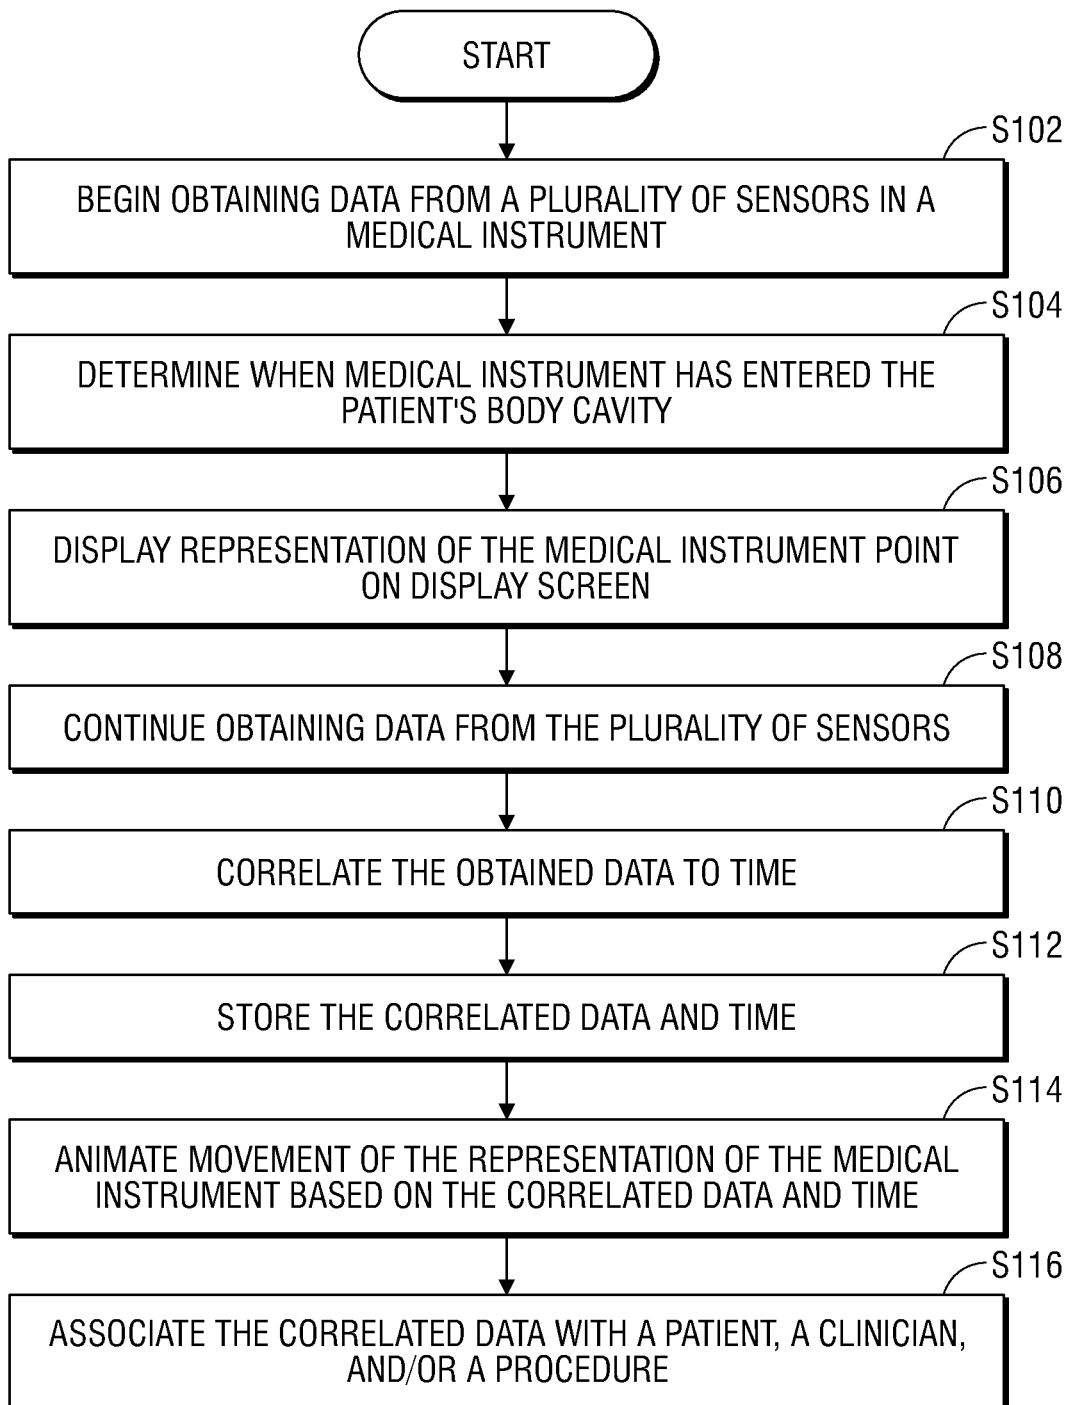 START
S102
BEGIN OBTAINING DATA FROM A PLURALITY OF SENSORS IN A
MEDICAL INSTRUMENT
S104
DETERMINE WHEN MEDICAL INSTRUMENT HAS ENTERED THE
PATIENT'S BODY CAVITY
S106
DISPLAY REPRESENTATION OF THE MEDICAL INSTRUMENT POINT
ON DISPLAY SCREEN
S108
CONTINUE OBTAINING DATA FROM THE PLURALITY OF SENSORS
S110
CORRELATE THE OBTAINED DATA TO TIME
S112
STORE THE CORRELATED DATA AND TIME
S114
ANIMATE MOVEMENT OF THE REPRESENTATION OF THE MEDICAL
INSTRUMENT BASED ON THE CORRELATED DATA AND TIME
S116
ASSOCIATE THE CORRELATED DATA WITH A PATIENT, A CLINICIAN,
AND/OR A PROCEDURE